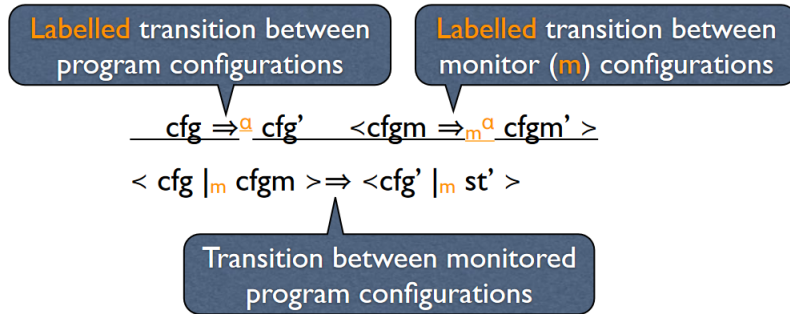 Labelled transition between
program configurations
Labelled transition between
monitor (m) configurations
cfg ⇒α cfg’ <cfgm ⇒mα cfgm’ >
< cfg |m cfgm >⇒ <cfg’ |m st’ >
Transition between monitored
program configurations